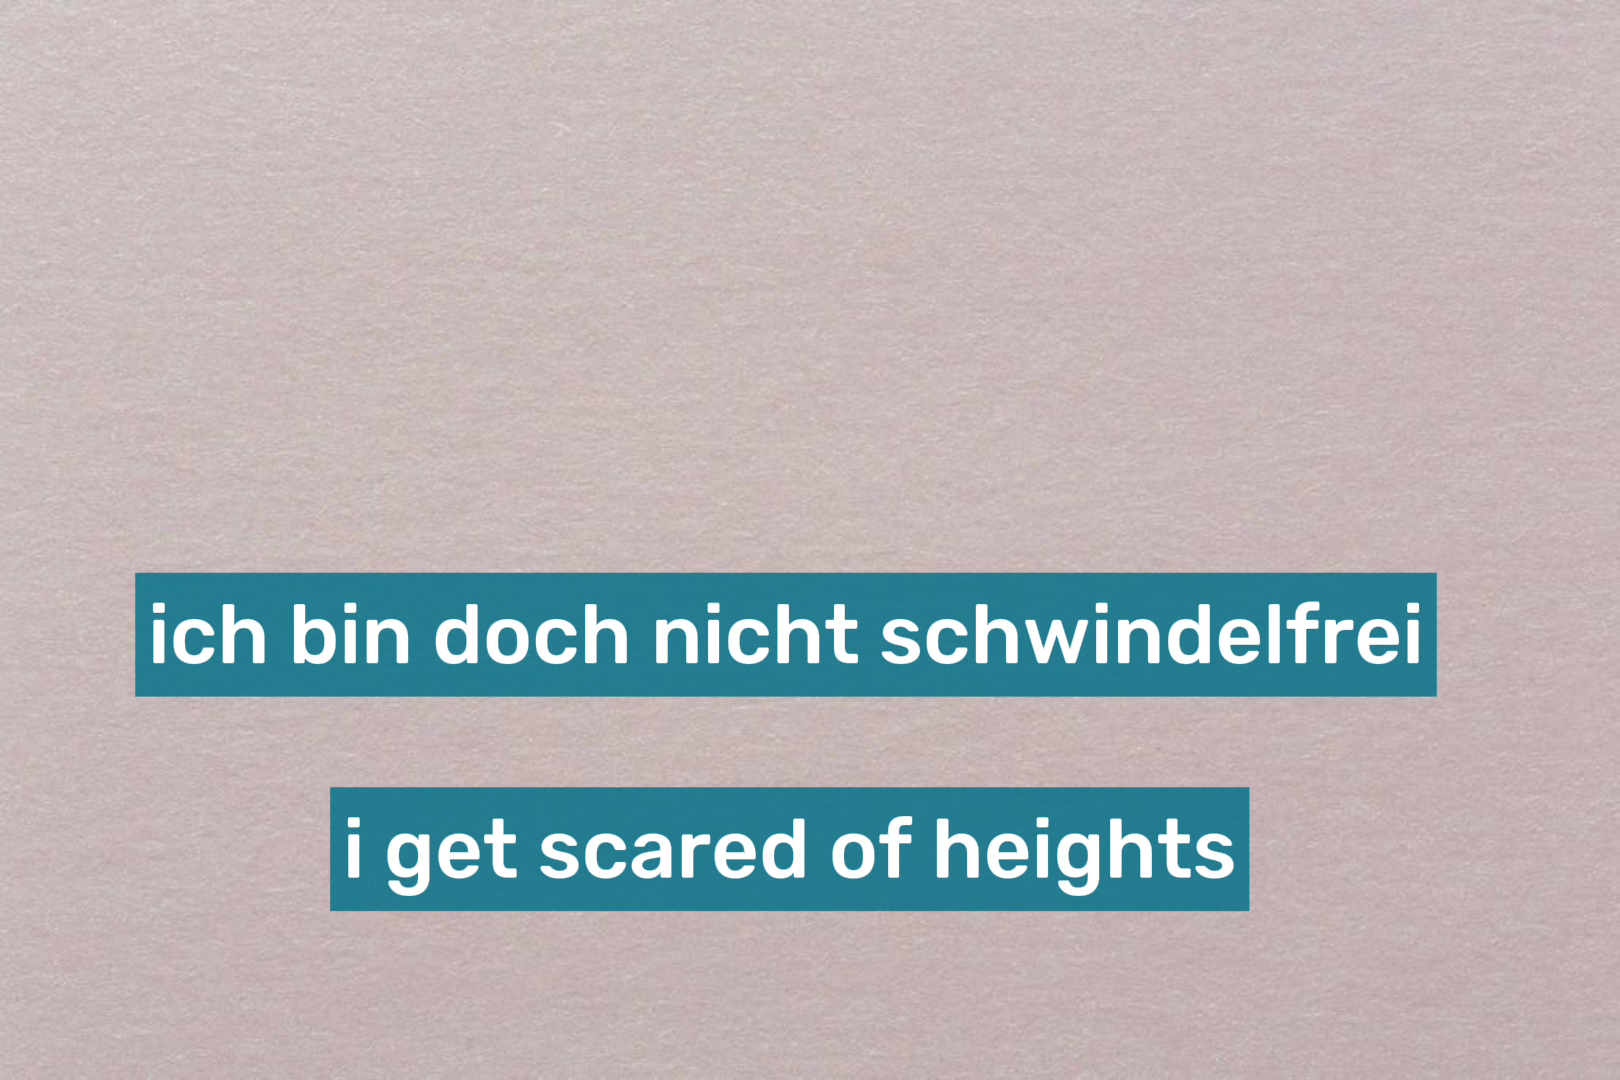 ich bin doch nicht schwindelfrei
i get scared of heights